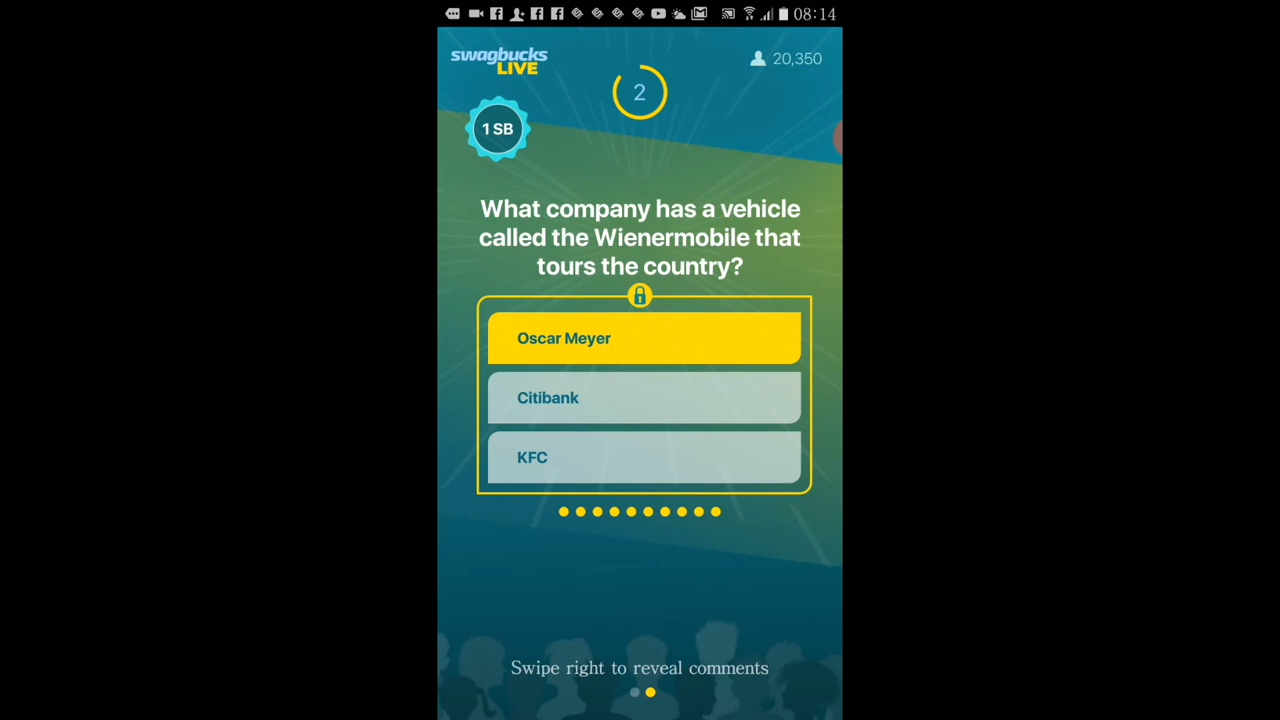 08:14
swagbucks
LIVE
20,350
2
1 SB
What company has a vehicle
called the Wienermobile that
tours the country?
Oscar Meyer
Citibank
KFC
Swipe right to reveal comments